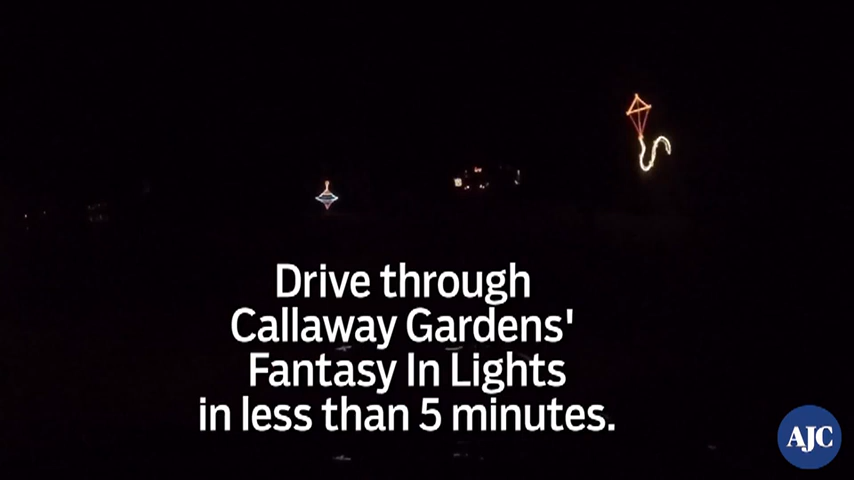 Drive through
Callaway Gardens'
Fantasy In Lights
in less than 5 minutes.
AJC